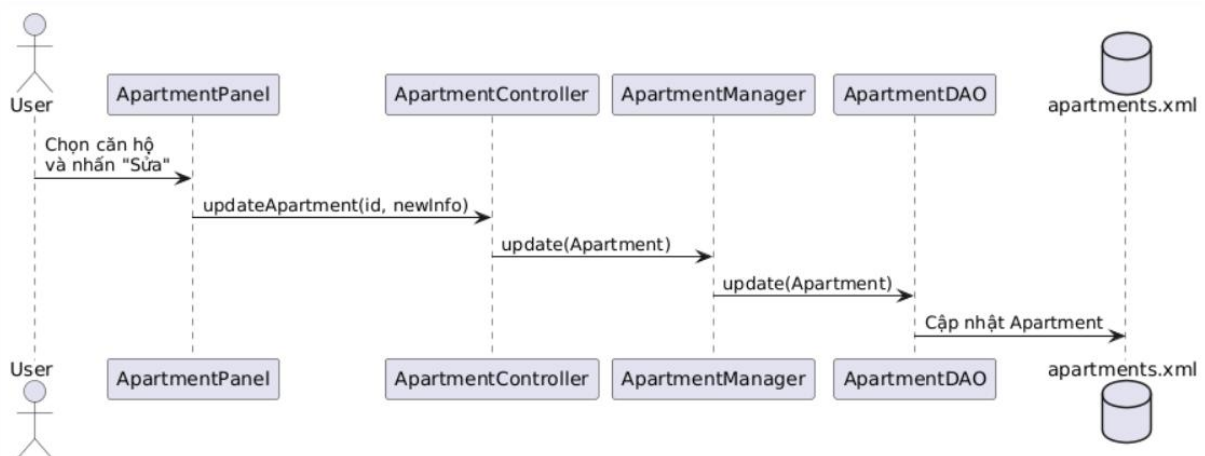 User
ApartmentPanel
ApartmentController
ApartmentManager
ApartmentDAO
apartments.xml
Chọn căn hộ
và nhấn "Sửa"
updateApartment(id, newInfo)
update(Apartment)
update(Apartment)
Cập nhật Apartment
User
ApartmentPanel
ApartmentController
ApartmentManager
ApartmentDAO
apartments.xml